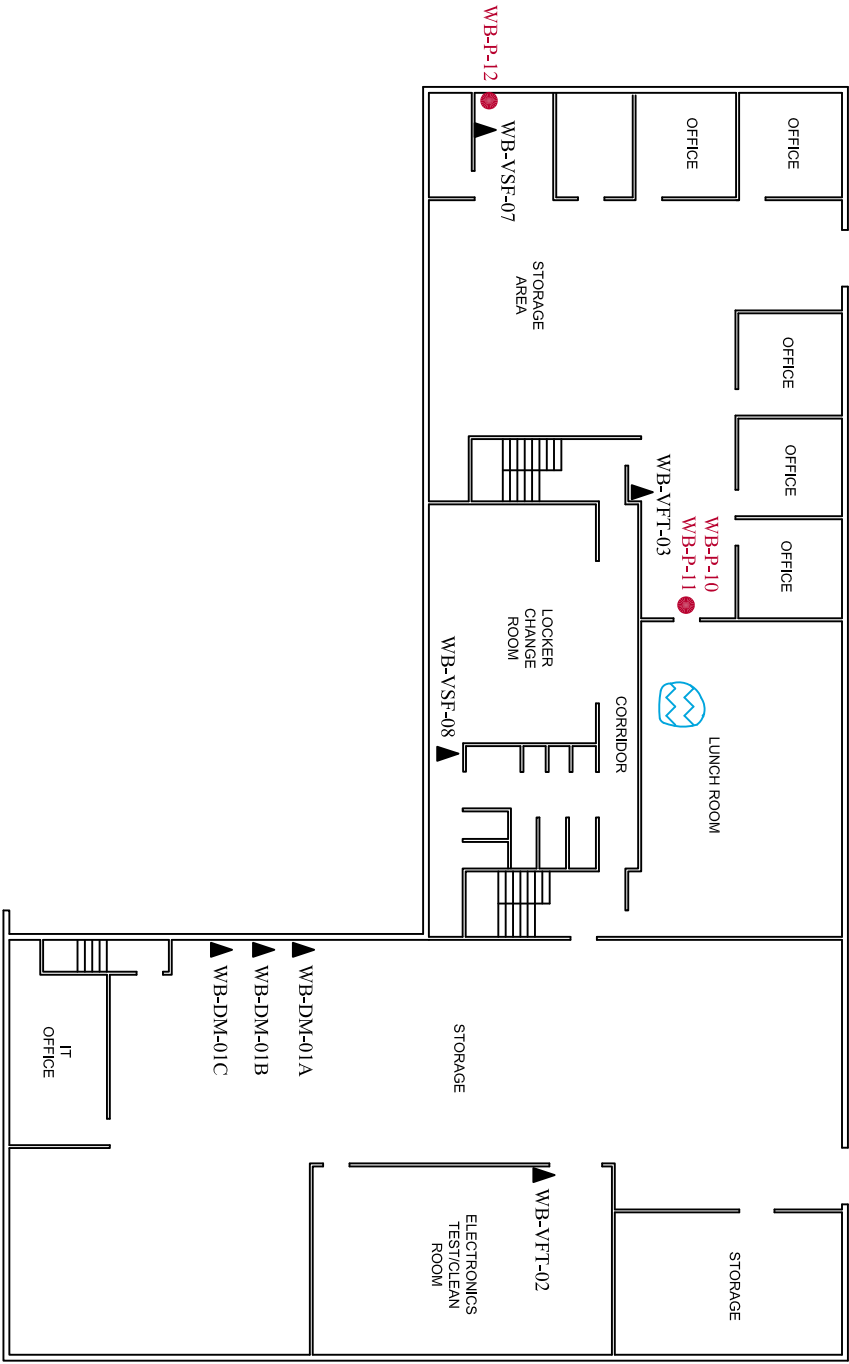 WB-P-12
WB-VSF-07
OFFICE
OFFICE
STORAGE
AREA
OFFICE
OFFICE
OFFICE
WB-VFT-03
WB-P-10
WB-P-11
LOCKER
CHANGE
ROOM
WB-VSF-08
CORRIDOR
LUNCH ROOM
WB-DM-01A
WB-DM-01B
WB-DM-01C
STORAGE
IT
OFFICE
WB-VFT-02
ELECTRONICS
TEST/CLEAN
ROOM
STORAGE